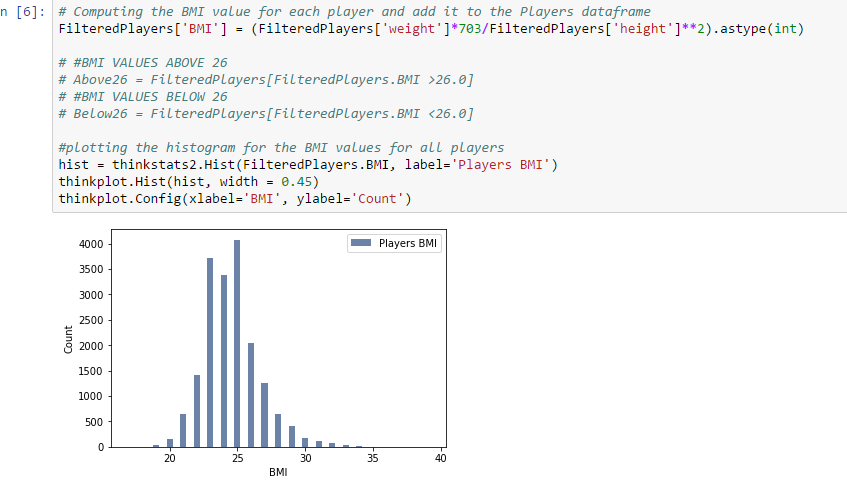 n [6]:
# Computing the BMI value for each player and add it to the Players dataframe
FilteredPlayers['BMI'] = (FilteredPlayers['weight']*703/FilteredPlayers['height']**2).astype(int)
# #BMI VALUES ABOVE 26
# Above26 = FilteredPlayers[FilteredPlayers.BMI >26.0]
# #BMI VALUES BELOW 26
# Below26 = FilteredPlayers[FilteredPlayers.BMI <26.0]
#plotting the histogram for the BMI values for all players
hist = thinkstats2.Hist(FilteredPlayers.BMI, label='Players BMI')
thinkplot.Hist(hist, width = 0.45)
thinkplot.Config(xlabel='BMI', ylabel='Count')
Players BMI
4000
3500
3000
2500
2000
1500
1000
500
0
Count
20 25 30 35 40
BMI